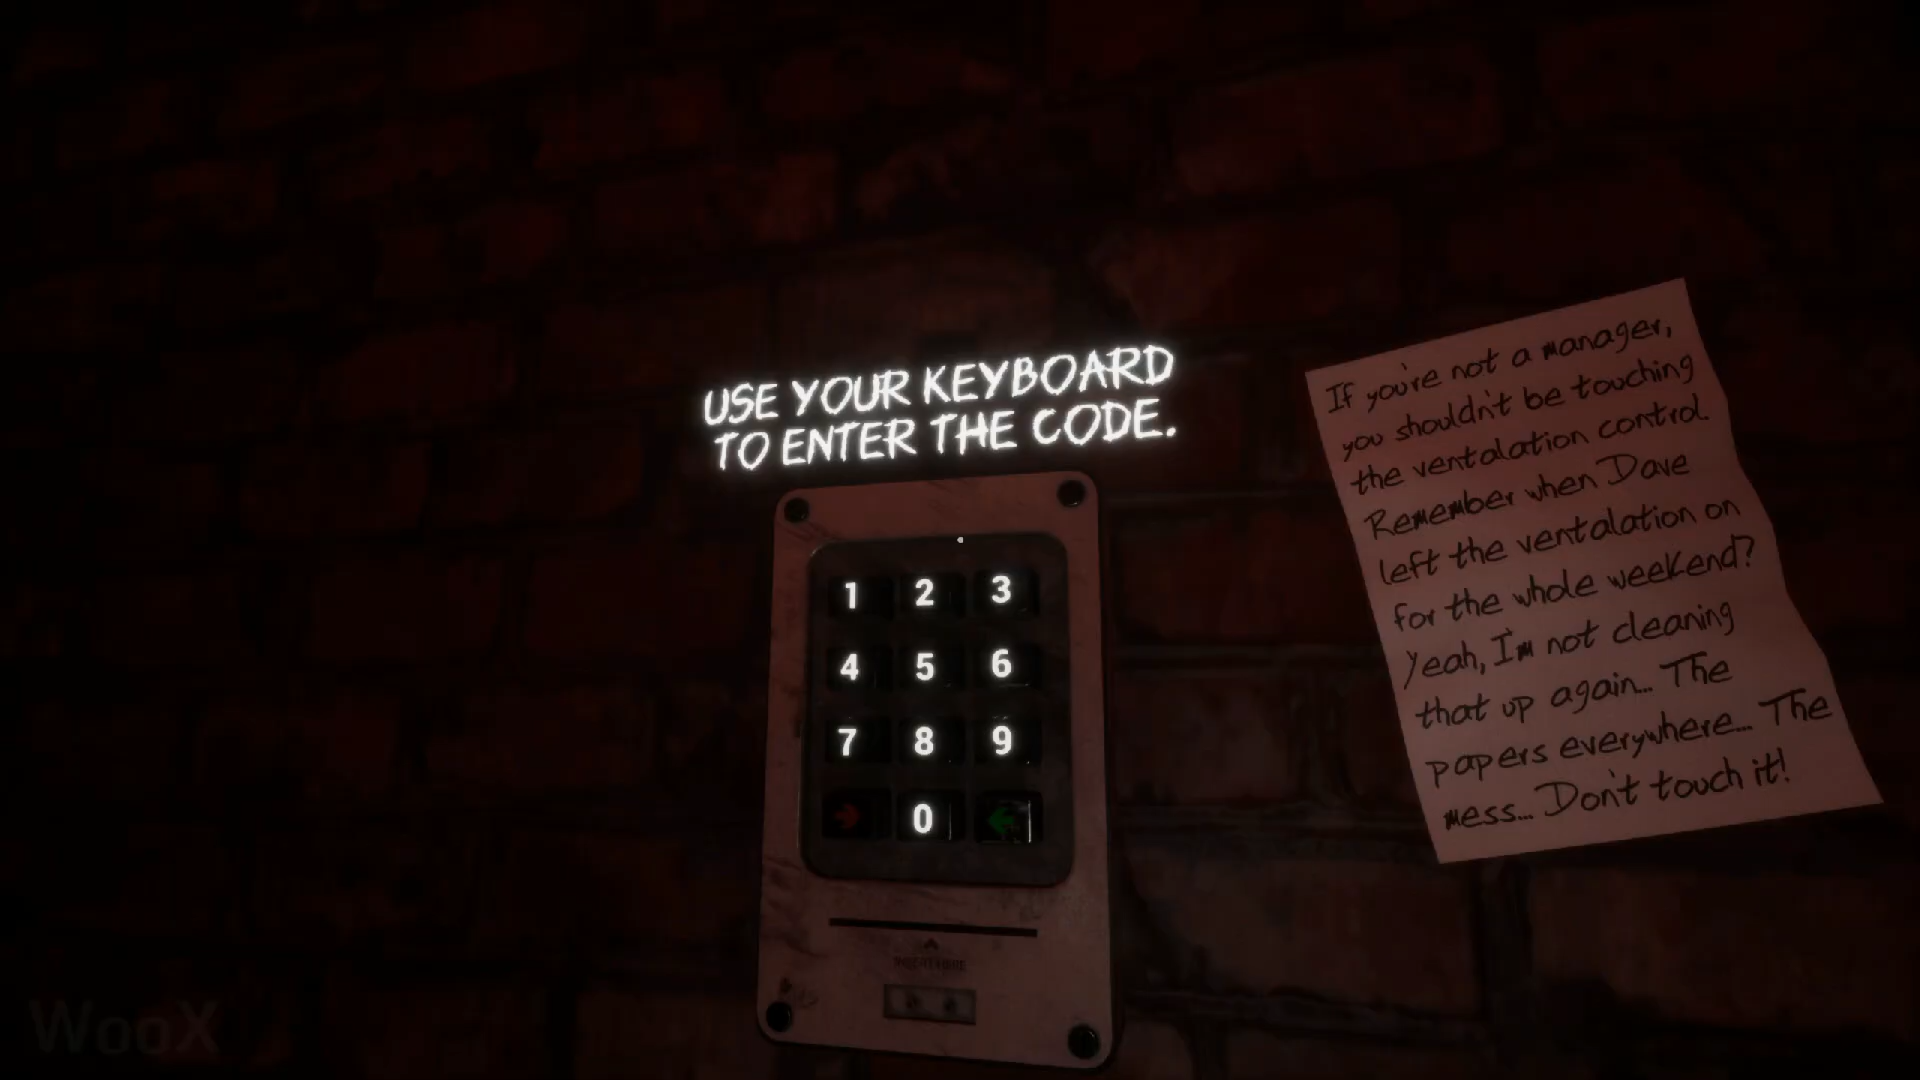 USE YOUR KEYBOARD
TO ENTER THE CODE.
1 2 3
4 5 6
7 8 9
0
If you're not a manager,
you shouldn't be touching
the ventalation control.
Remember when Dave
left the ventalation on
for the whole weekend?
Yeah, I'm not cleaning
that up again... The
papers everywhere... The
mess... Don't touch it!
WooX